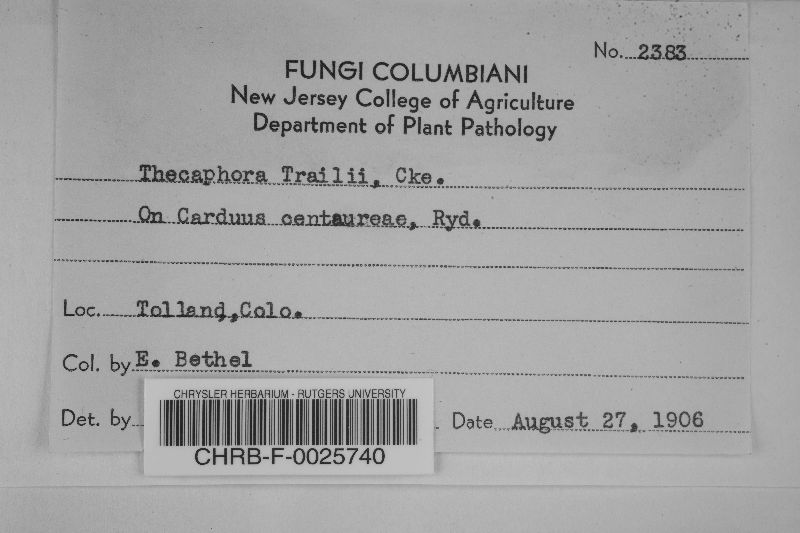 No. 2383
FUNGI COLUMBIANI
New Jersey College of Agriculture
Department of Plant Pathology
Thecaphora Trailii, Cke.
On Carduus centaureae, Ryd.
Loc. Tolland, Colo.
Col. by E. Bethel
Det. by Date August 27, 1906
CHRYSLER HERBARIUM - RUTGERS UNIVERSITY
CHRB-F-0025740